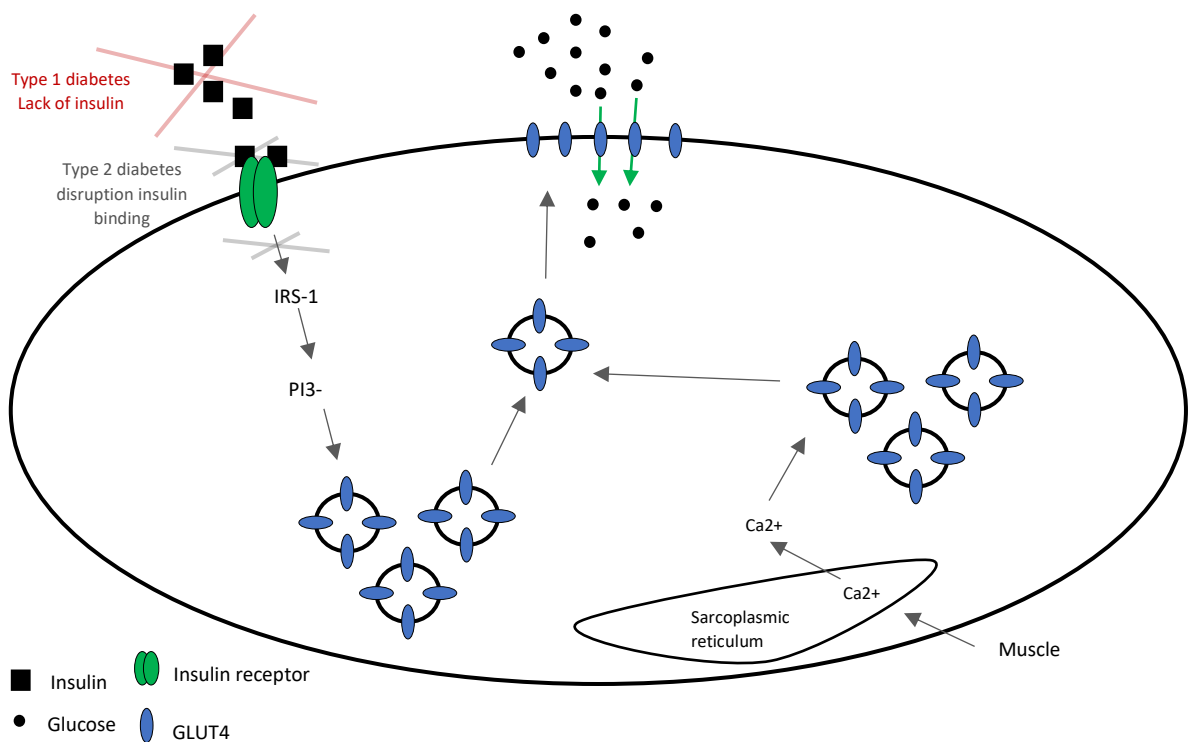 Type 1 diabetes
Lack of insulin
Type 2 diabetes
disruption insulin
binding
IRS-1
PI3-
Ca2+
Ca2+
Sarcoplasmic
reticulum
Muscle
Insulin
Insulin receptor
Glucose
GLUT4